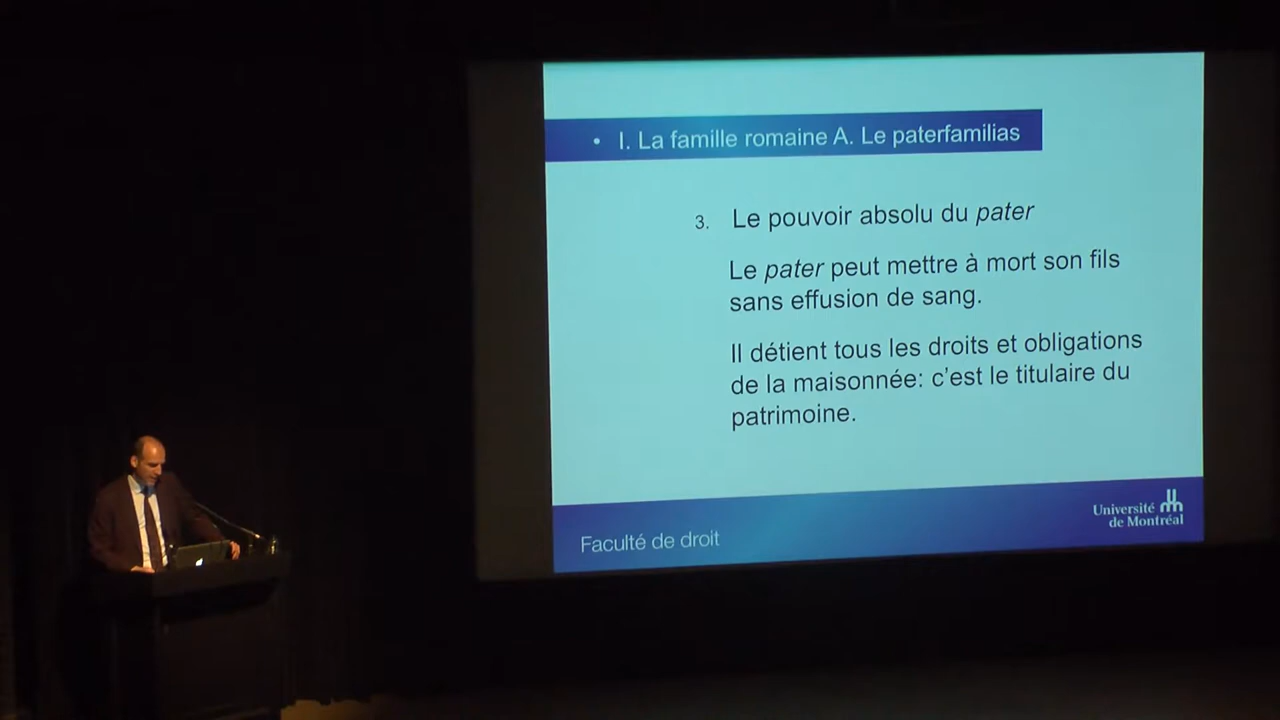 • I. La famille romaine A. Le paterfamilias
3. Le pouvoir absolu du pater
Le pater peut mettre à mort son fils
sans effusion de sang.
Il détient tous les droits et obligations
de la maisonnée: c'est le titulaire du
patrimoine.
Faculté de droit
Université
de Montréal